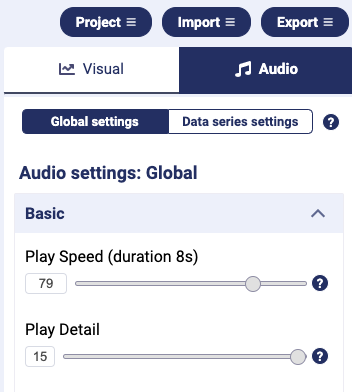 Project Import Export
Visual Audio
Global settings Data series settings ?
Audio settings: Global
Basic
Play Speed (duration 8s)
79 ?
Play Detail
15 ?